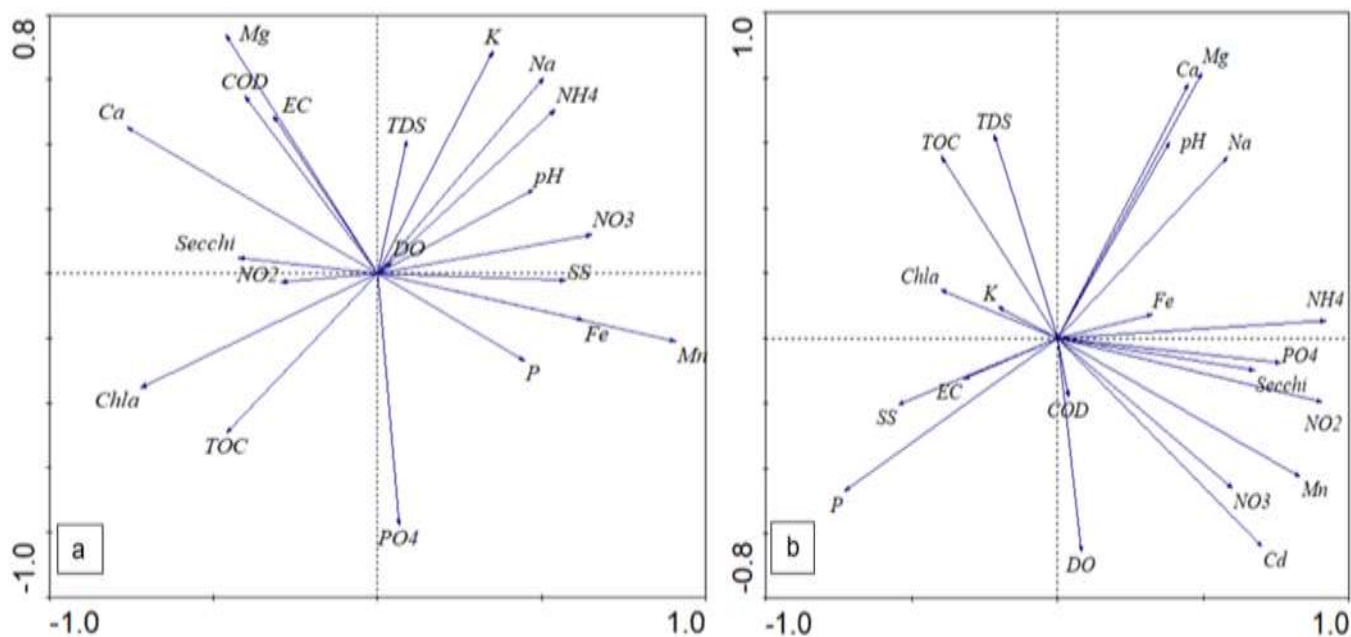 0.8
Mg
COD
EC
Ca
TDS
K
Na
NH4
pH
NO3
DO
Secchi
NO2
SS
Fe
Mn
P
Chla
TOC
PO4
a
-1.0
-1.0
1.0
1.0
Ca
Mg
TDS
TOC
pH
Na
Chla
K
Fe
NH4
PO4
Secchi
NO2
EC
SS
COD
P
NO3
Mn
DO
Cd
b
-0.8
-1.0
1.0